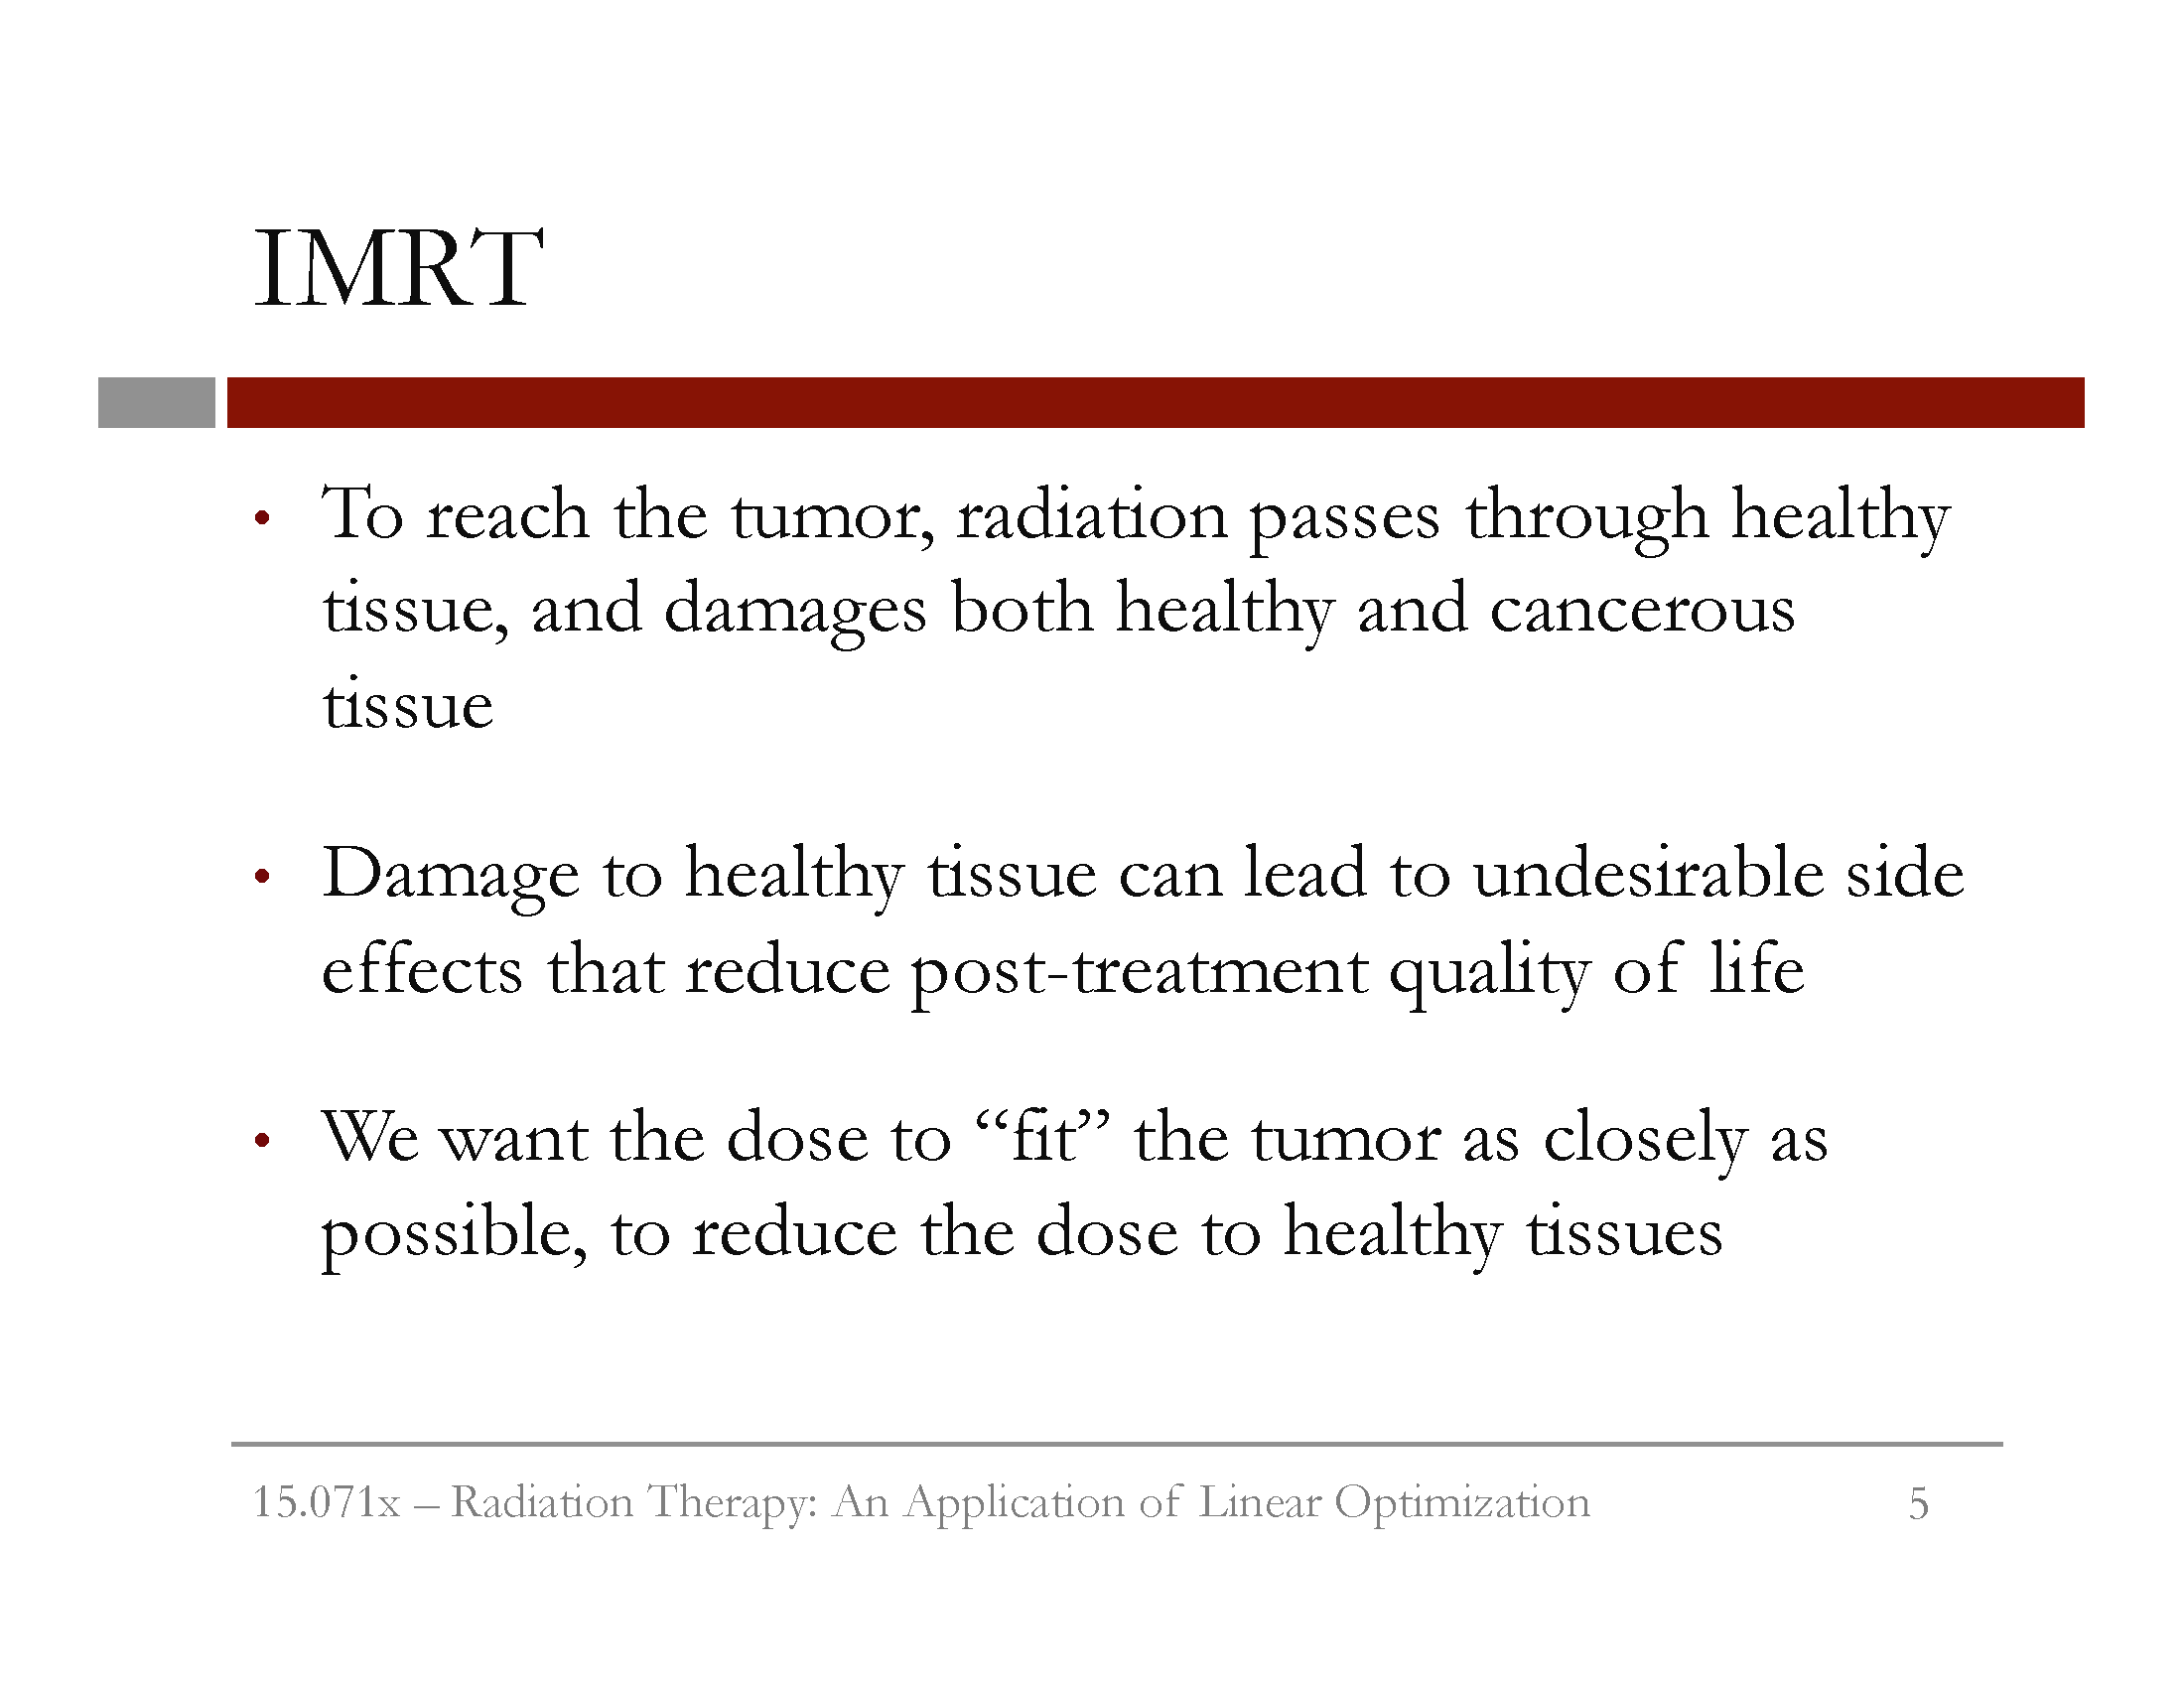 IMRT
• To reach the tumor, radiation passes through healthy
tissue, and damages both healthy and cancerous
tissue
• Damage to healthy tissue can lead to undesirable side
effects that reduce post-treatment quality of life
• We want the dose to “fit” the tumor as closely as
possible, to reduce the dose to healthy tissues
15.071x – Radiation Therapy: An Application of Linear Optimization 5